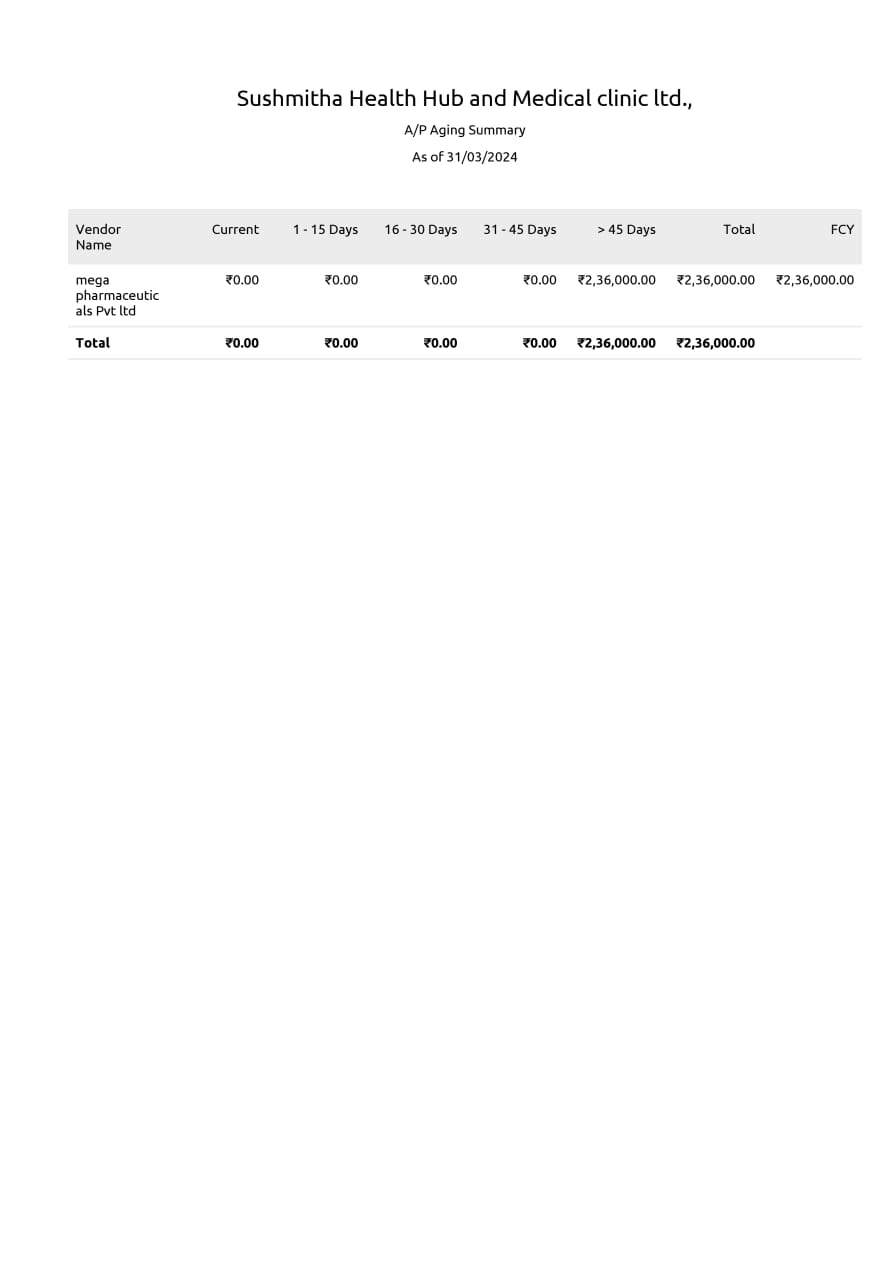 Sushmitha Health Hub and Medical clinic ltd.,
A/P Aging Summary
As of 31/03/2024
Vendor Name Current 1 - 15 Days 16 - 30 Days 31 - 45 Days > 45 Days Total FCY
mega pharmaceutic als Pvt ltd ₹0.00 ₹0.00 ₹0.00 ₹0.00 ₹2,36,000.00 ₹2,36,000.00 ₹2,36,000.00
Total ₹0.00 ₹0.00 ₹0.00 ₹0.00 ₹2,36,000.00 ₹2,36,000.00